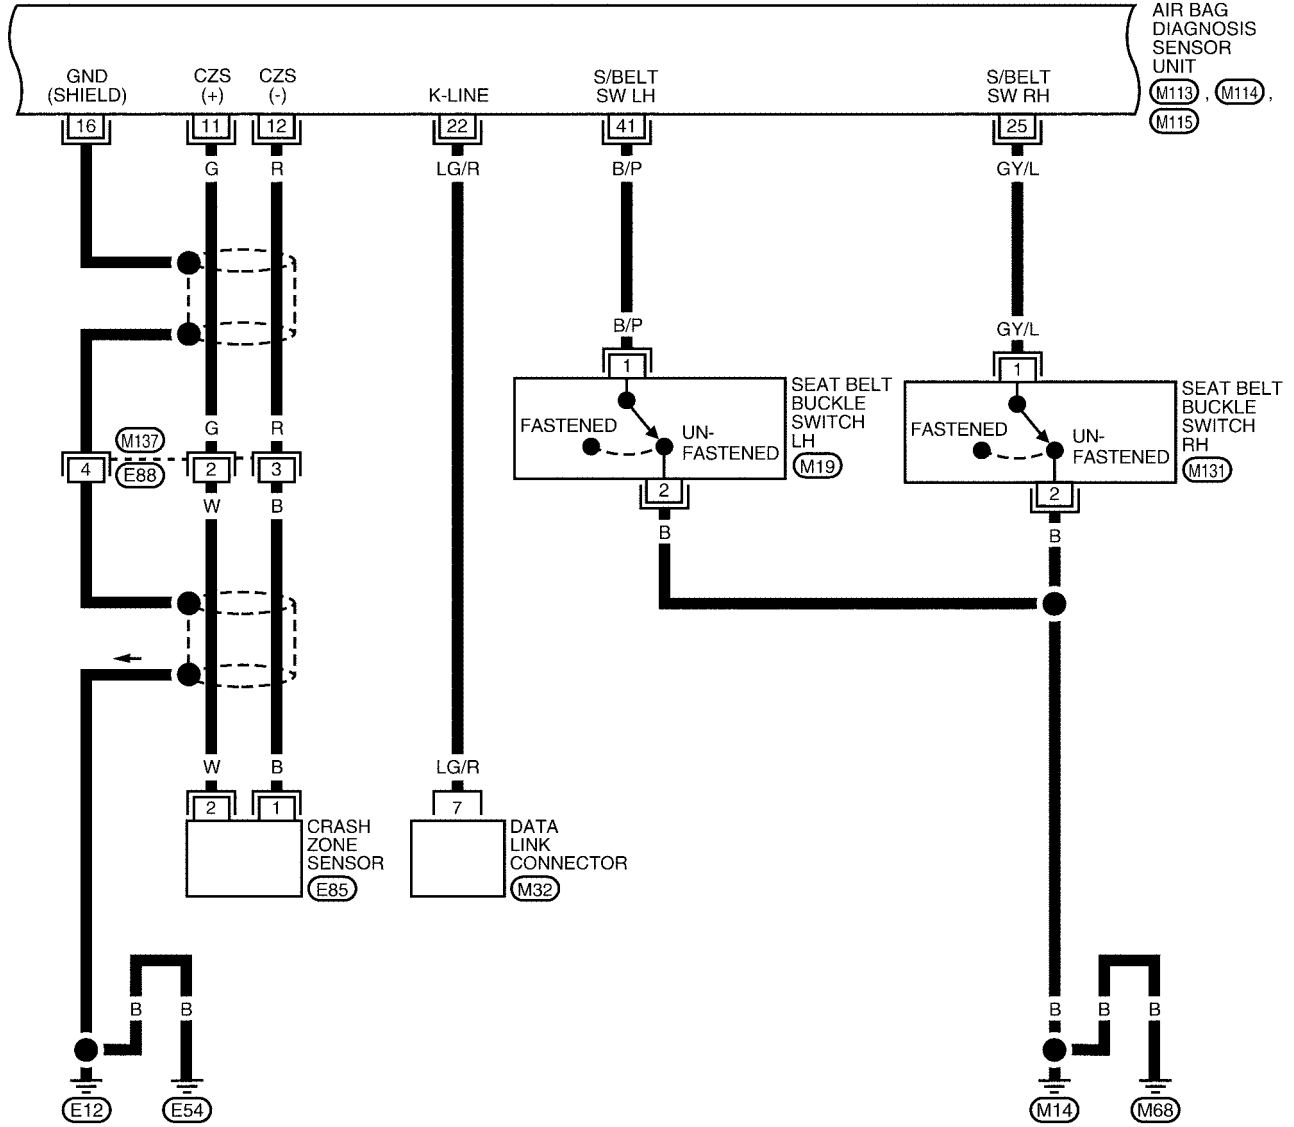 AIR BAG
DIAGNOSIS
SENSOR
UNIT
M113 , M114 ,
M115
GND
(SHIELD)
CZS
(+)
CZS
(-)
K-LINE
S/BELT
SW LH
S/BELT
SW RH
16 11 12 22 41 25
G R LG/R B/P GY/L
B/P GY/L
1 1
SEAT BELT
BUCKLE
SWITCH
LH
M19
FASTENED
UN-
FASTENED
SEAT BELT
BUCKLE
SWITCH
RH
M131
FASTENED
UN-
FASTENED
G R
M137
4 2 3
E88
2 2
W B B B
W B LG/R
2 1 7
CRASH
ZONE
SENSOR
E85
DATA
LINK
CONNECTOR
M32
B B B B B
E12 E54 M14 M68